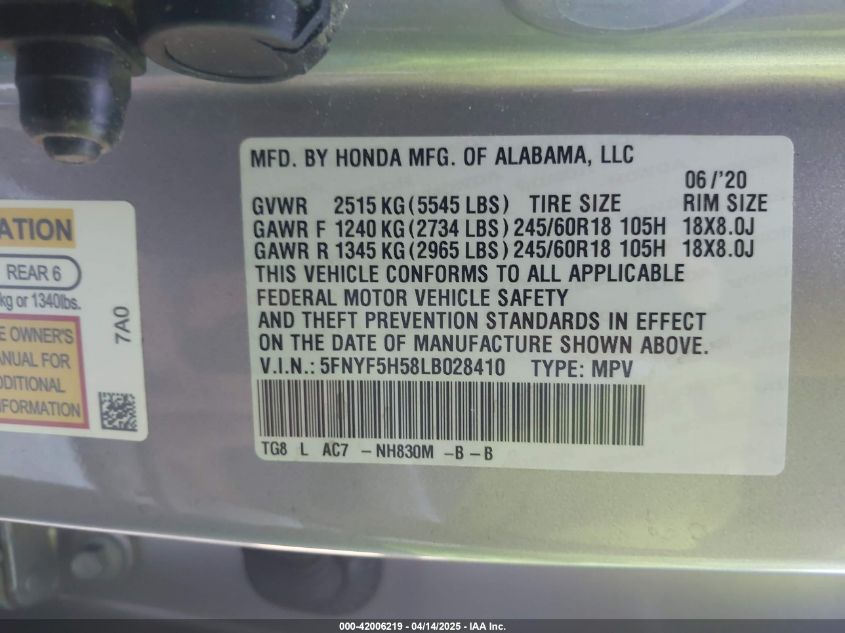 ATION
REAR 6
kg or 1340lbs.
E OWNER'S
ANUAL FOR
DDITIONAL
NFORMATION
7A0
MFD. BY HONDA MFG. OF ALABAMA, LLC
06/'20
GVWR 2515 KG (5545 LBS) TIRE SIZE RIM SIZE
GAWR F 1240 KG (2734 LBS) 245/60R18 105H 18X8.0J
GAWR R 1345 KG (2965 LBS) 245/60R18 105H 18X8.0J
THIS VEHICLE CONFORMS TO ALL APPLICABLE
FEDERAL MOTOR VEHICLE SAFETY
AND THEFT PREVENTION STANDARDS IN EFFECT
ON THE DATE OF MANUFACTURE SHOWN ABOVE.
V.I.N.: 5FNYF5H58LB028410 TYPE: MPV
TG8 L AC7 - NH830M - B - B
000-42006219 - 04/14/2025 - IAA Inc.